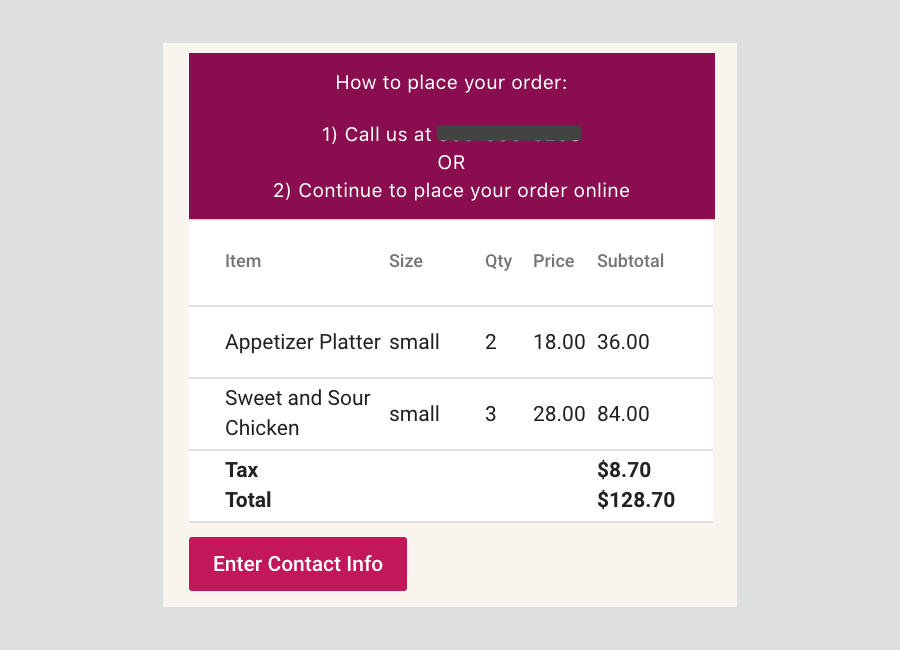 How to place your order:
1) Call us at
OR
2) Continue to place your order online
Item Size Qty Price Subtotal
Appetizer Platter small 2 18.00 36.00
Sweet and Sour
Chicken small 3 28.00 84.00
Tax $8.70
Total $128.70
Enter Contact Info